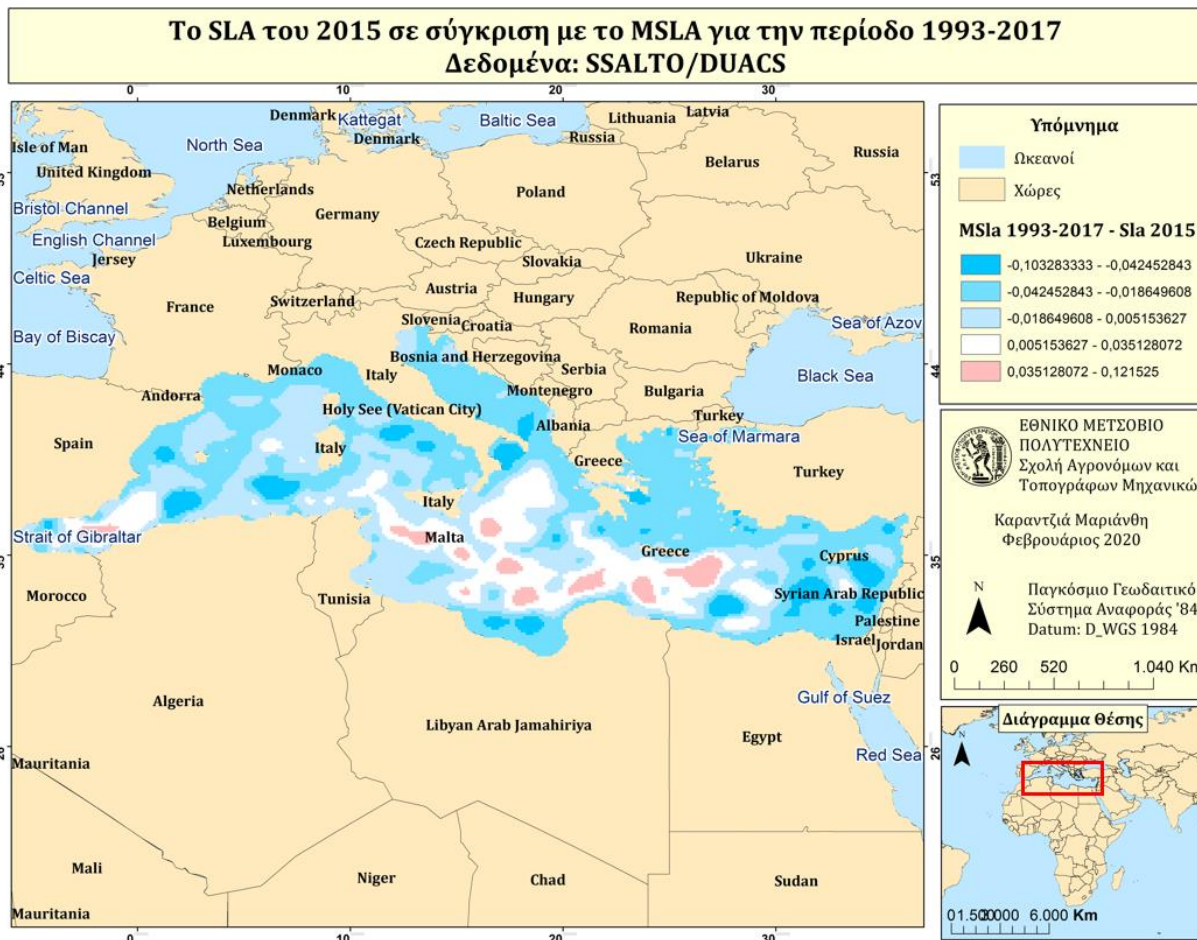 Το SLA του 2015 σε σύγκριση με το MSLA για την περίοδο 1993-2017
Δεδομένα: SSALTO/DUACS
0 10 20 30
Denmark Kattegat Baltic Sea Lithuania Latvia
Denmark Russia
Isle of Man North Sea Belarus Russia
United Kingdom
53 53
Netherlands Poland
Bristol Channel Belgium Germany
English Channel Luxembourg Czech Republic
Jersey Slovakia Ukraine
Celtic Sea Austria
France Switzerland Hungary Republic of Moldova
Slovenia Croatia Romania Sea of Azov
Bay of Biscay Bosnia and Herzegovina
Monaco Italy Serbia Black Sea
44 44
Andorra Montenegro Bulgaria
Holy See (Vatican City) Albania Turkey
Spain Italy Greece Sea of Marmara
Turkey
Italy
Strait of Gibraltar Malta Greece Cyprus
35 35
Morocco Tunisia Syrian Arab Republic
Palestine
Israel Jordan
Algeria Libyan Arab Jamahiriya Egypt Gulf of Suez
Mauritania Red Sea
26 26
Mali Niger Chad Sudan
Mauritania
0 10 20 30
Υπόμνημα
Ωκεανοί
Χώρες
MSla 1993-2017 - Sla 2015
-0,103283333 - -0,042452843
-0,042452843 - -0,018649608
-0,018649608 - 0,005153627
0,005153627 - 0,035128072
0,035128072 - 0,121525
ΕΘΝΙΚΟ ΜΕΤΣΟΒΙΟ
ΠΟΛΥΤΕΧΝΕΙΟ
Σχολή Αγρονόμων και
Τοπογράφων Μηχανικώ
Καραντζιά Μαριάνθη
Φεβρουάριος 2020
N
Παγκόσμιο Γεωδαιτικό
Σύστημα Αναφοράς '84
Datum: D_WGS 1984
0 260 520 1.040 Km
Διάγραμμα Θέσης
N
6.000 Km